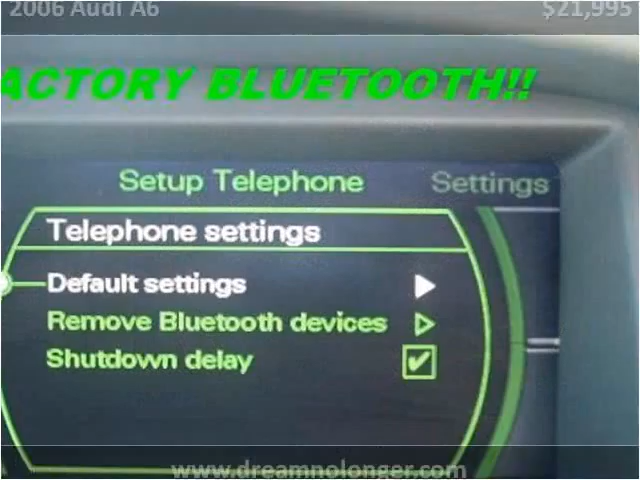 2006 Audi A6 $21,995
ACTORY BLUETOOTH!!
Setup Telephone Settings
Telephone settings
Default settings
Remove Bluetooth devices
Shutdown delay
www.dreamnolonger.com